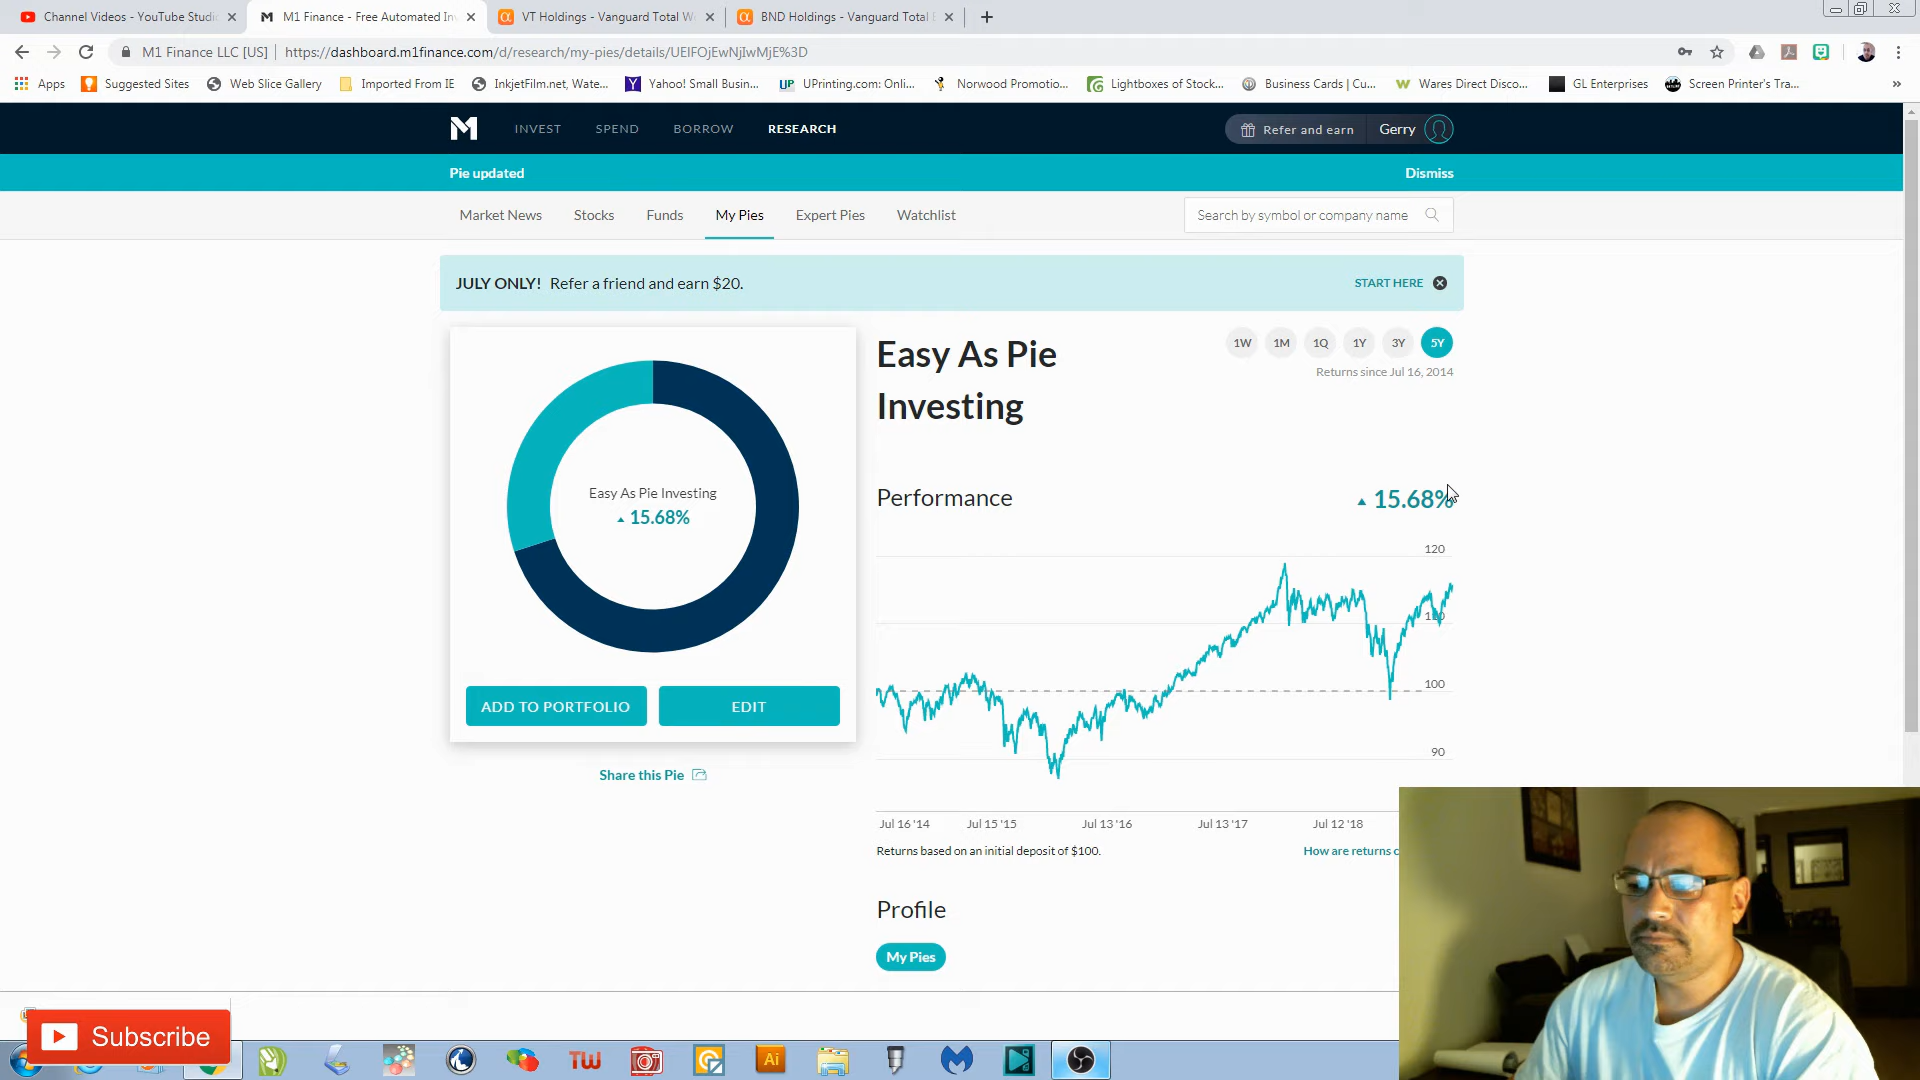 Channel Videos - YouTube Studi
M1 Finance - Free Automated In
VT Holdings - Vanguard Total W
BND Holdings - Vanguard Total
M1 Finance LLC [US]
https://dashboard.m1finance.com/d/research/my-pies/details/UElFOjEwNjIwMjE%3D
Apps
Suggested Sites
Web Slice Gallery
Imported From IE
InkjetFilm.net, Wate...
Yahoo! Small Busin...
UPrinting.com: Onli...
Norwood Promotio...
Lightboxes of Stock...
Business Cards | Cu...
Wares Direct Disco...
GL Enterprises
Screen Printer's Tra...
INVEST
SPEND
BORROW
RESEARCH
Refer and earn
Gerry
Pie updated
Dismiss
Market News
Stocks
Funds
My Pies
Expert Pies
Watchlist
Search by symbol or company name
JULY ONLY! Refer a friend and earn $20.
START HERE
Easy As Pie
Investing
1W
1M
1Q
1Y
3Y
5Y
Returns since Jul 16, 2014
Easy As Pie Investing
15.68%
Performance
15.68%
120
110
100
90
ADD TO PORTFOLIO
EDIT
Share this Pie
Jul 16 '14
Jul 15 '15
Jul 13 '16
Jul 13 '17
Jul 12 '18
Returns based on an initial deposit of $100.
How are returns c
Profile
My Pies
Subscribe
TW
Ai